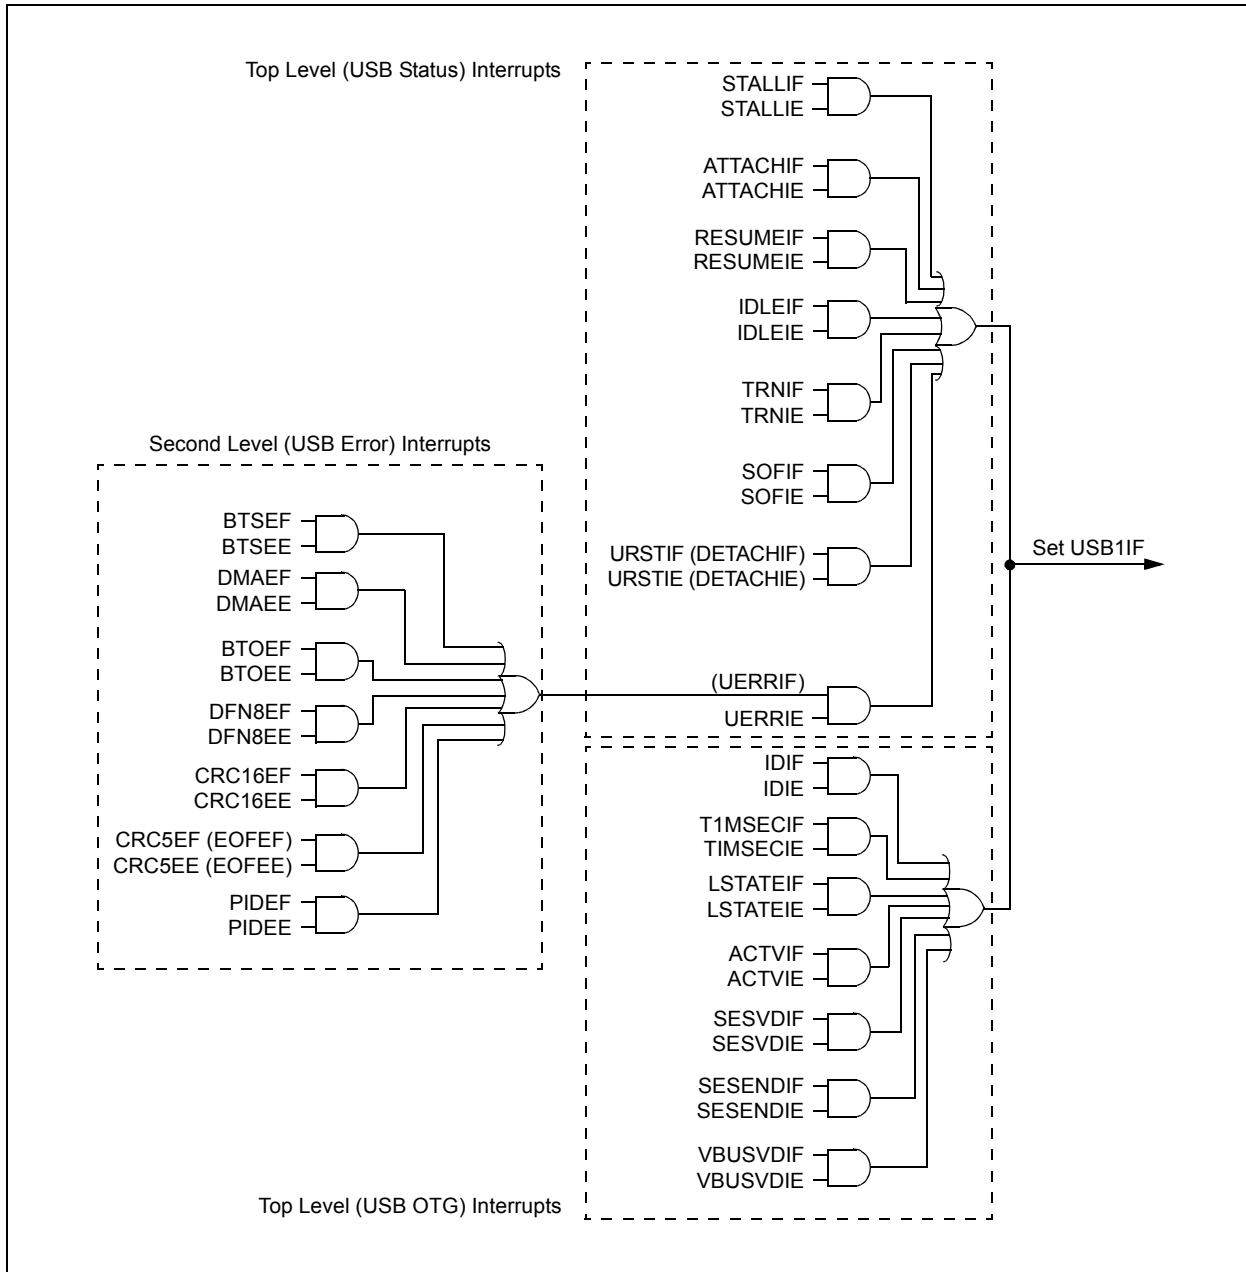 Top Level (USB Status) Interrupts
STALLIF
STALLIE
ATTACHIF
ATTACHIE
RESUMEIF
RESUMEIE
IDLEIF
IDLEIE
TRNIF
TRNIE
SOFIF
SOFIE
URSTIF (DETACHIF)
URSTIE (DETACHIE)
(UERRIF)
UERRIE
Set USB1IF
Second Level (USB Error) Interrupts
BTSEF
BTSEE
DMAEF
DMAEE
BTOEF
BTOEE
DFN8EF
DFN8EE
CRC16EF
CRC16EE
CRC5EF (EOFEF)
CRC5EE (EOFEE)
PIDEF
PIDEE
IDIF
IDIE
T1MSECIF
TIMSECIE
LSTATEIF
LSTATEIE
ACTVIF
ACTVIE
SESVDIF
SESVDIE
SESENDIF
SESENDIE
VBUSVDIF
VBUSVDIE
Top Level (USB OTG) Interrupts